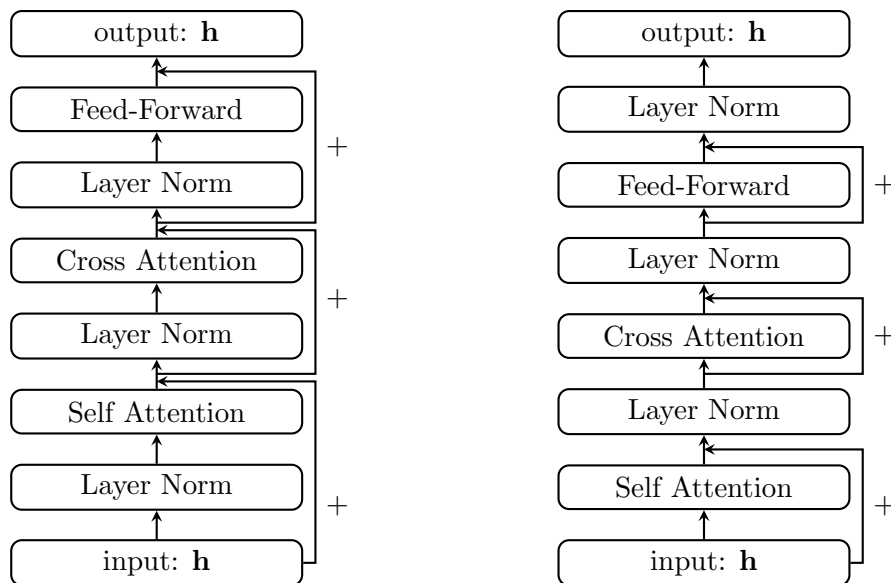 output: h
Feed-Forward
+
Layer Norm
Cross Attention
+
Layer Norm
Self Attention
Layer Norm
+
input: h
output: h
Layer Norm
Feed-Forward
+
Layer Norm
Cross Attention
+
Layer Norm
Self Attention
+
input: h